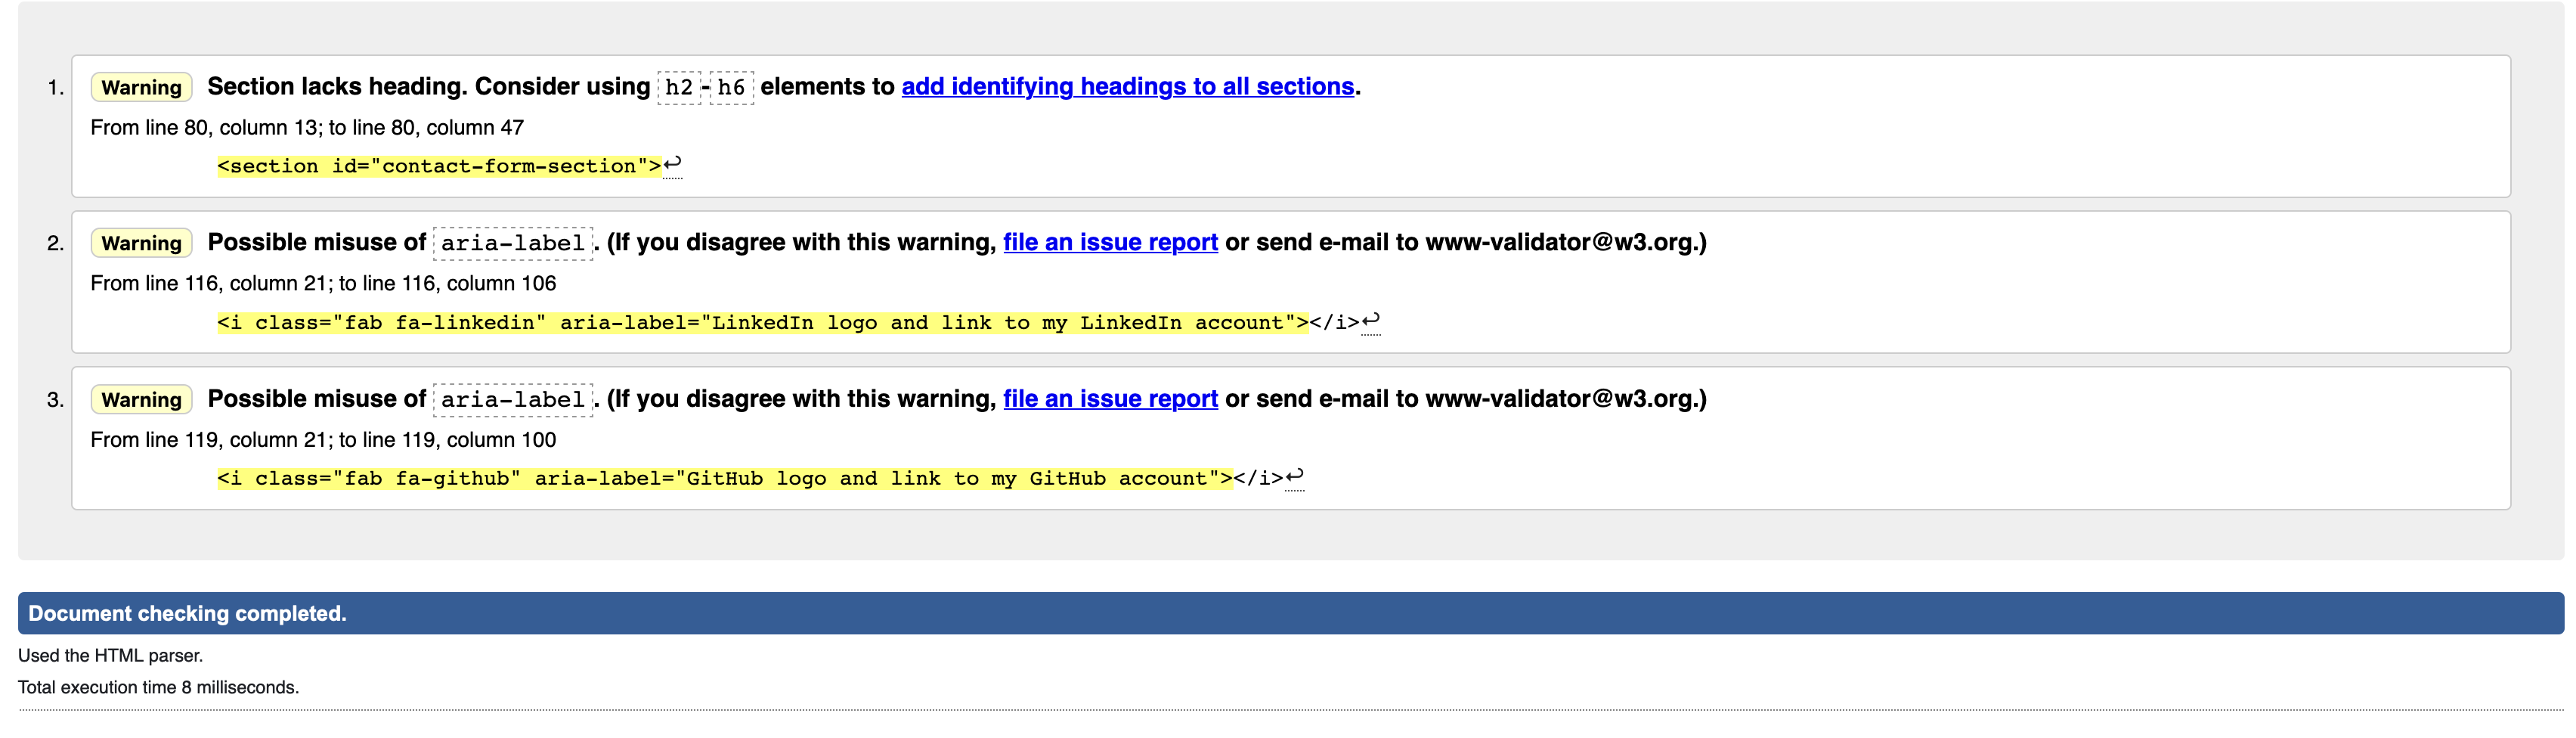 1. Warning Section lacks heading. Consider using h2-h6 elements to add identifying headings to all sections.
From line 80, column 13; to line 80, column 47
<section id="contact-form-section">↩
2. Warning Possible misuse of aria-label. (If you disagree with this warning, file an issue report or send e-mail to www-validator@w3.org.)
From line 116, column 21; to line 116, column 106
<i class="fab fa-linkedin" aria-label="LinkedIn logo and link to my LinkedIn account"></i>↩
3. Warning Possible misuse of aria-label. (If you disagree with this warning, file an issue report or send e-mail to www-validator@w3.org.)
From line 119, column 21; to line 119, column 100
<i class="fab fa-github" aria-label="GitHub logo and link to my GitHub account"></i>↩
Document checking completed.
Used the HTML parser.
Total execution time 8 milliseconds.